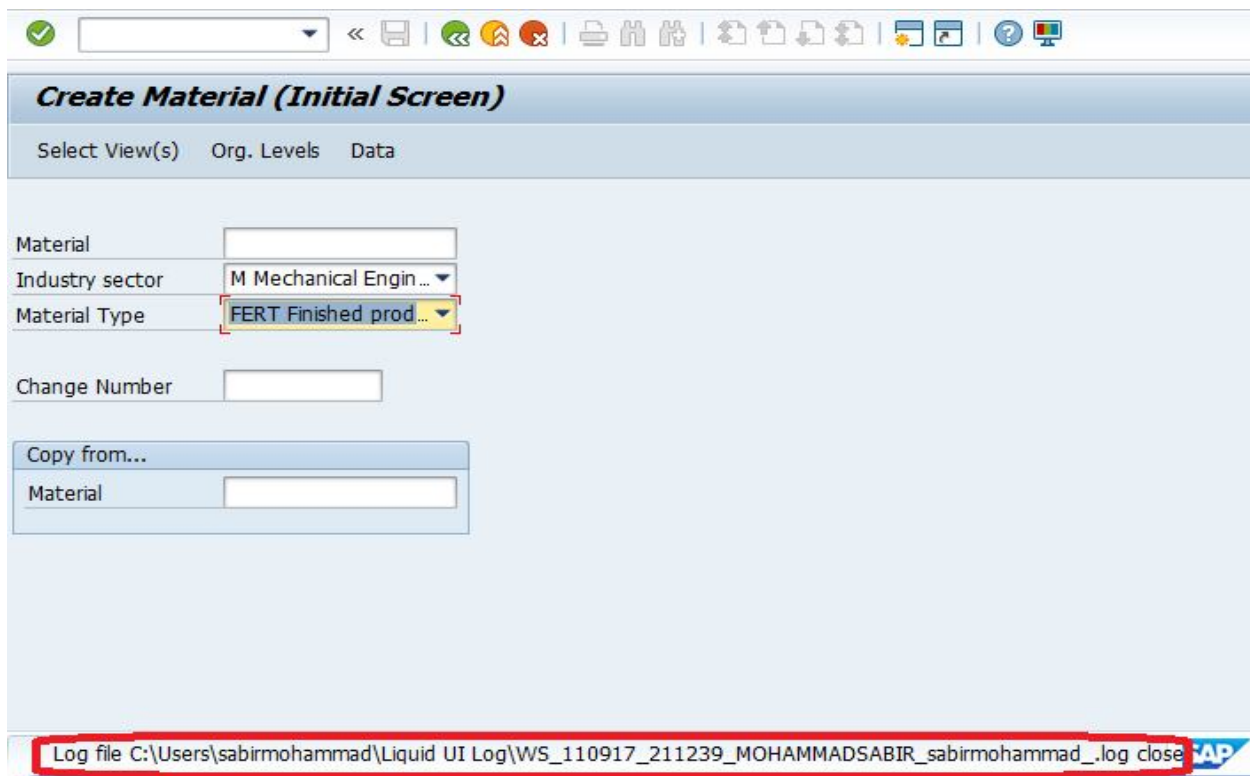 Create Material (Initial Screen)
Select View(s) Org. Levels Data
Material
Industry sector M Mechanical Engin...
Material Type FERT Finished prod...
Change Number
Copy from...
Material
Log file C:\Users\sabirmohammad\Liquid UI Log\WS_110917_211239_MOHAMMADSABIR_sabirmohammad_.log close SAP